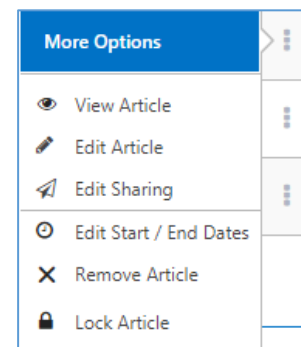 More Options
View Article
Edit Article
Edit Sharing
Edit Start / End Dates
Remove Article
Lock Article